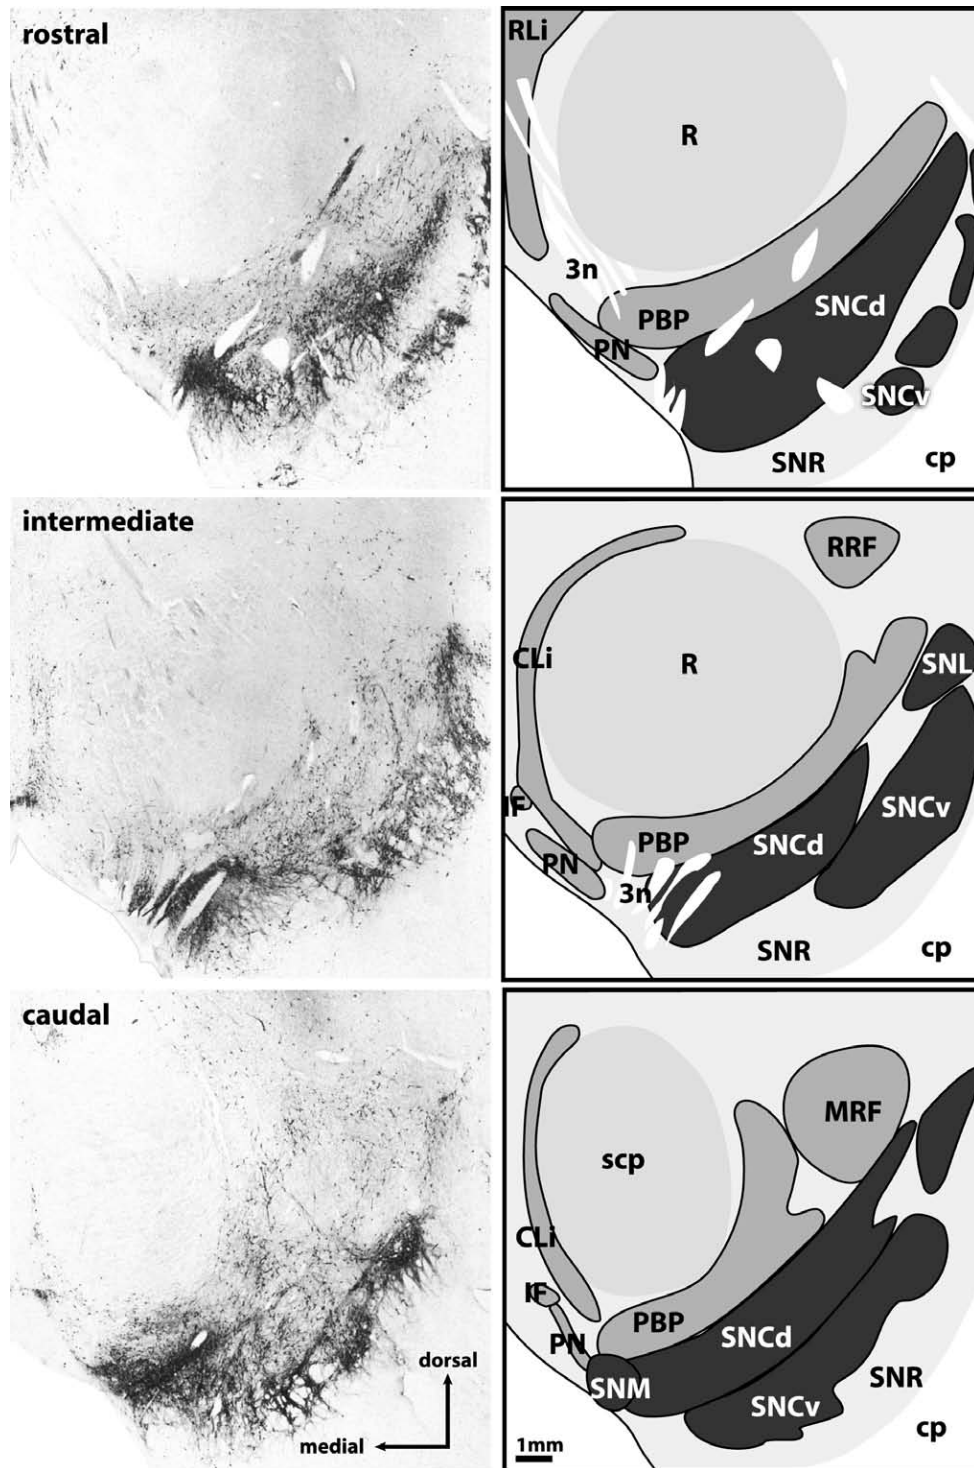 rostral
RLi
R
3n
PBP
PN
SNCd
SNCv
SNR
cp
intermediate
RRF
CLi
R
SNL
IF
PN
PBP
3n
SNCd
SNCv
SNR
cp
caudal
dorsal
medial
MRF
scp
CLi
IF
PN
PBP
SNCd
SNM
SNCv
SNR
cp
1mm